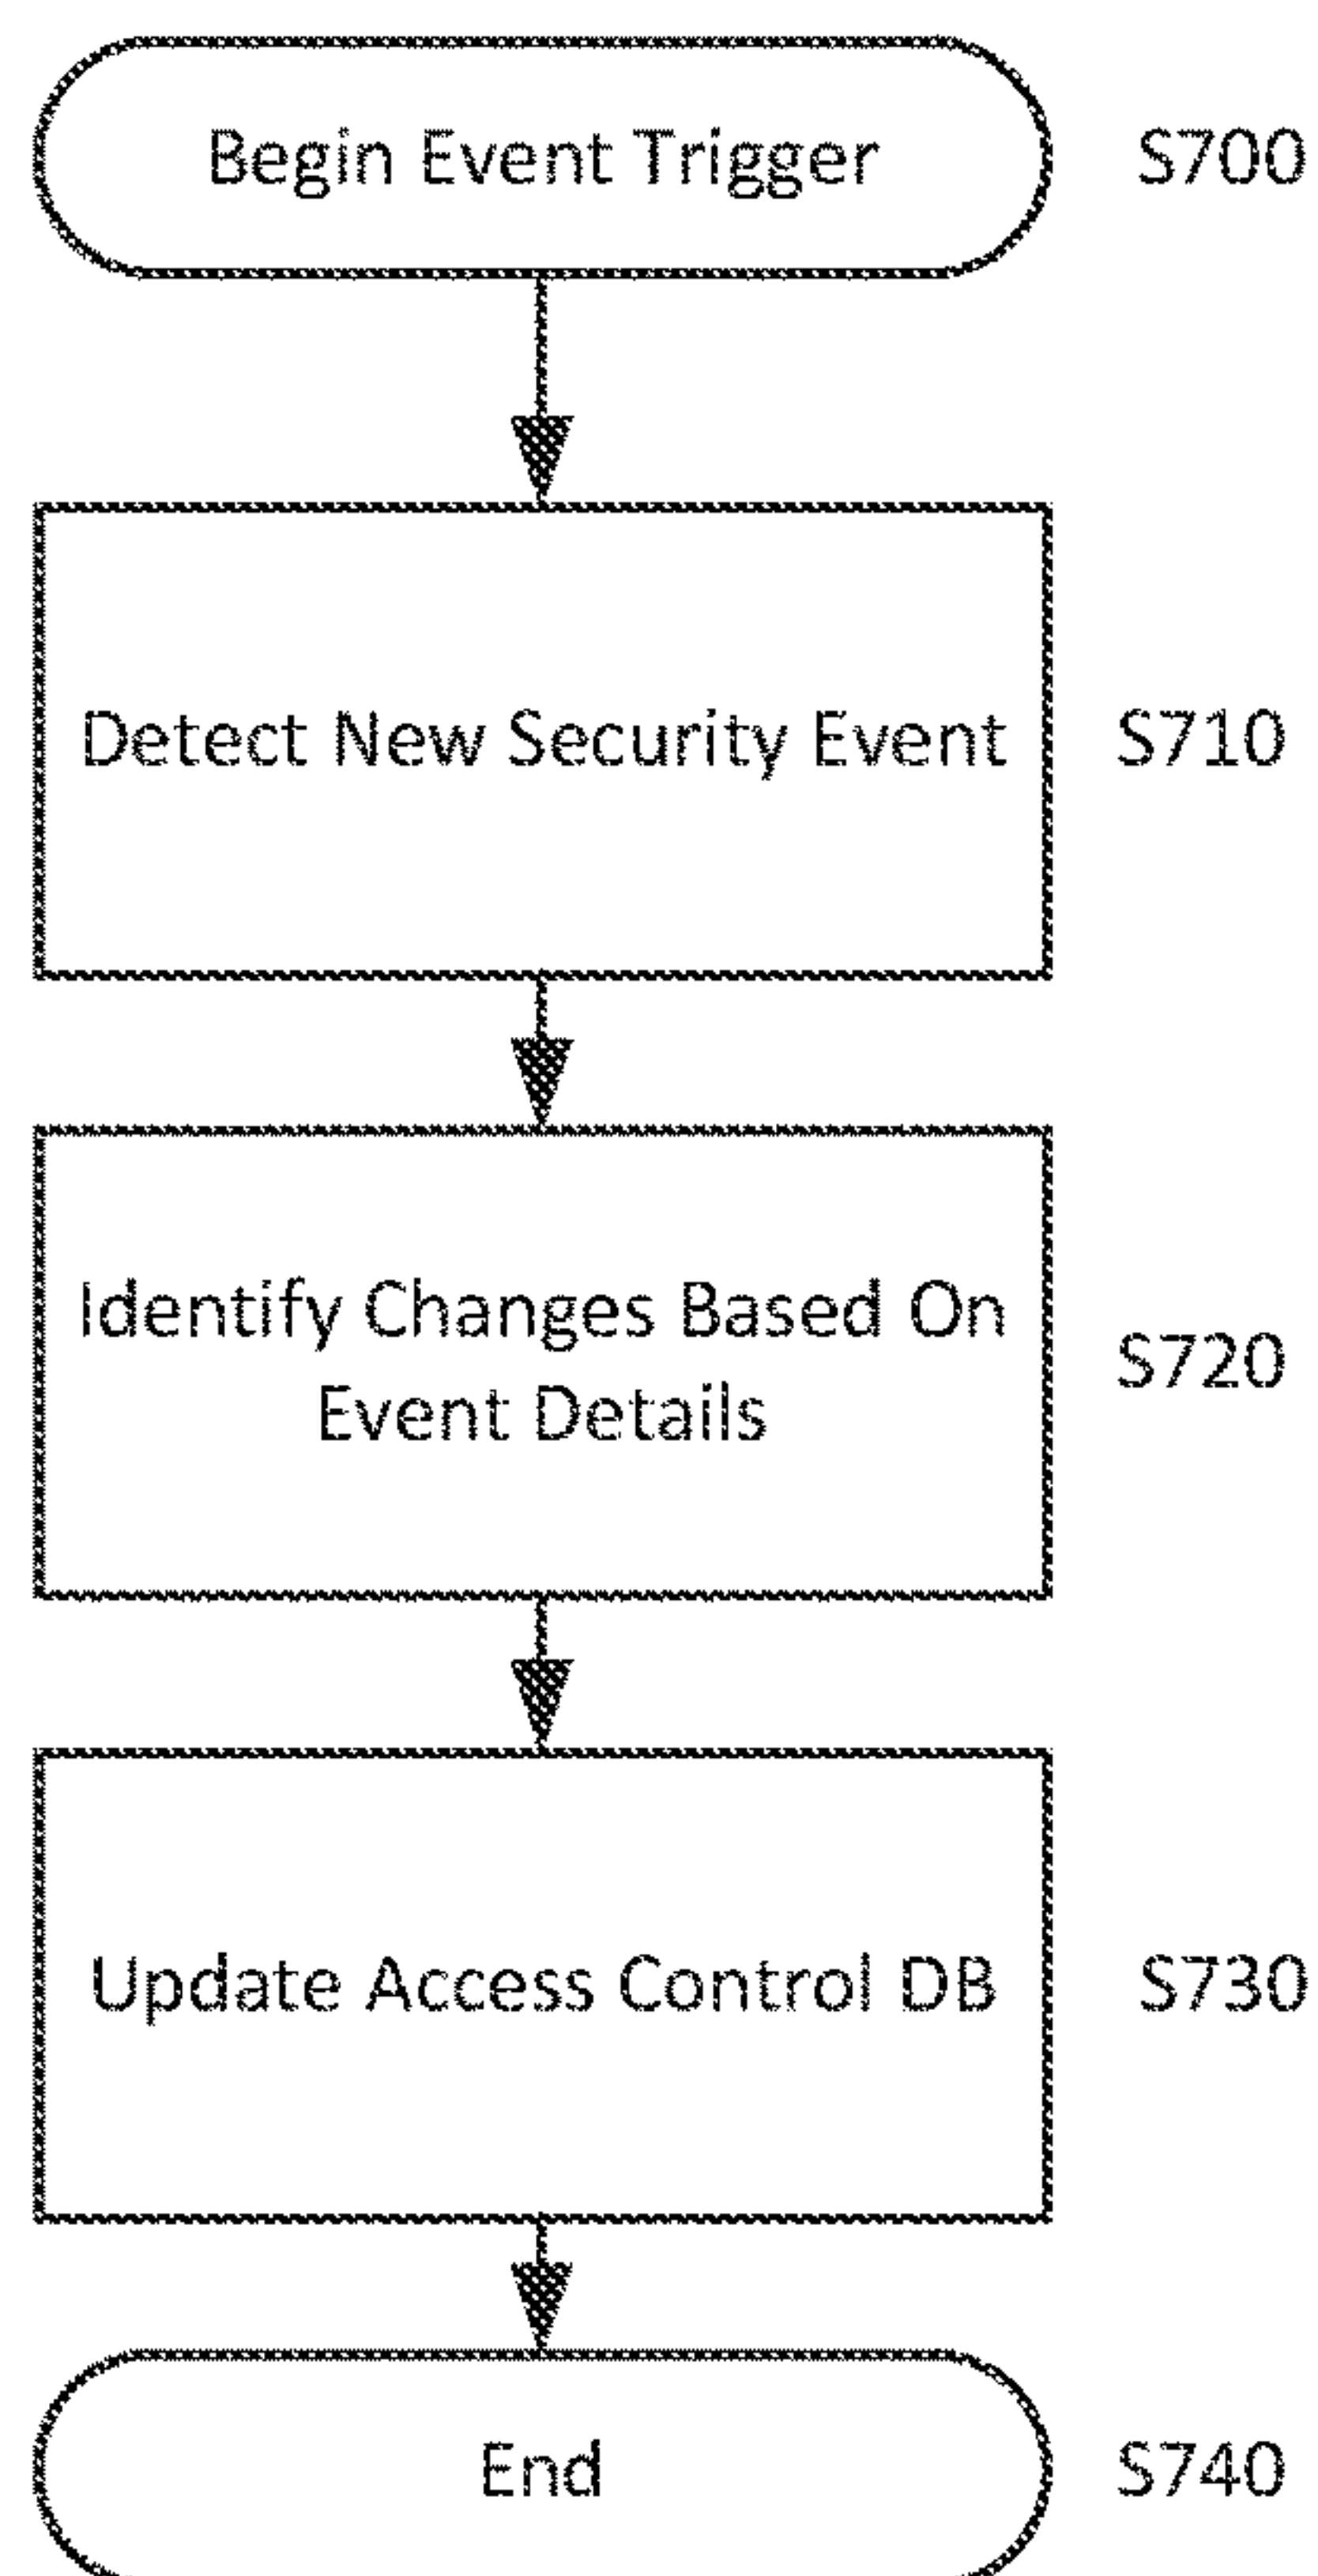 Begin Event Trigger
S700
Detect New Security Event
S710
Identify Changes Based On
Event Details
S720
Update Access Control DB
S730
End
S740